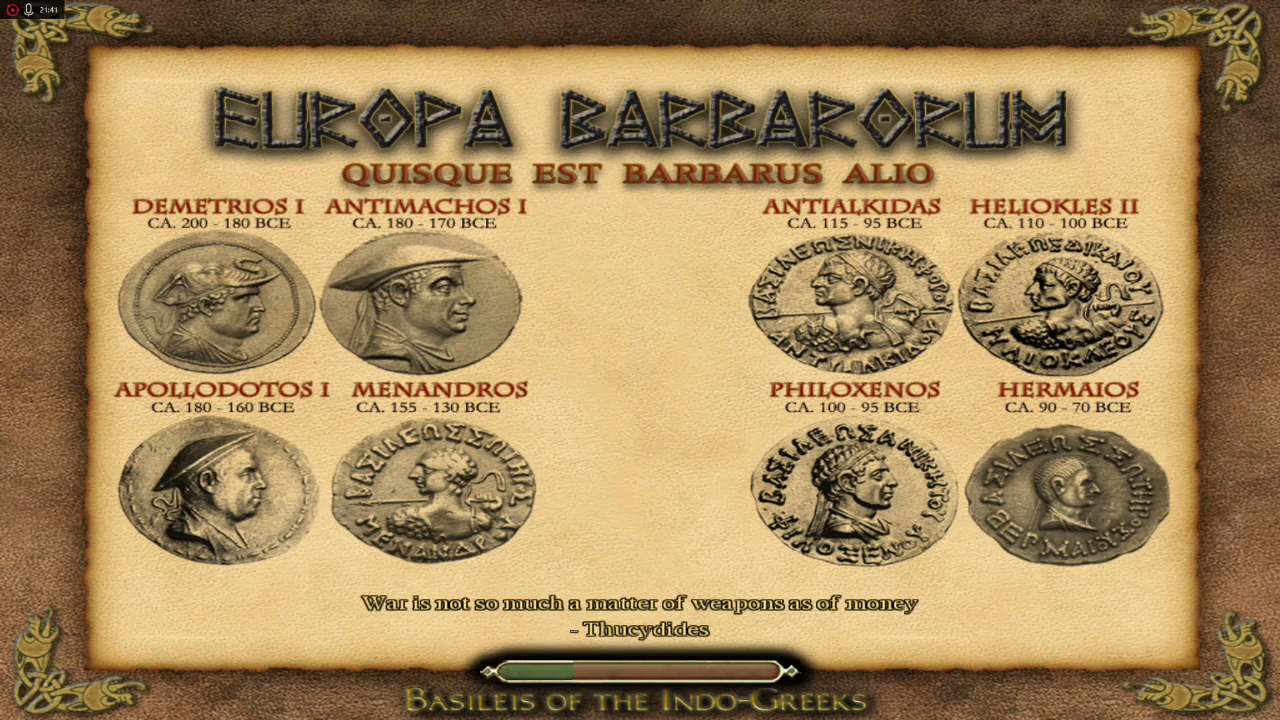 21:41
EUROPA BARBARORUM
QUISQUE EST BARBARUS ALIO
DEMETRIOS I
CA. 200 - 180 BCE
ANTIMACHOS I
CA. 180 - 170 BCE
ANTIALKIDAS
CA. 115 - 95 BCE
HELIOKLES II
CA. 110 - 100 BCE
APOLLODOTOS I
CA. 180 - 160 BCE
MENANDROS
CA. 155 - 130 BCE
PHILOXENOS
CA. 100 - 95 BCE
HERMAIOS
CA. 90 - 70 BCE
War is not so much a matter of weapons as of money
- Thucydides
BASILEIS OF THE INDO-GREEKS